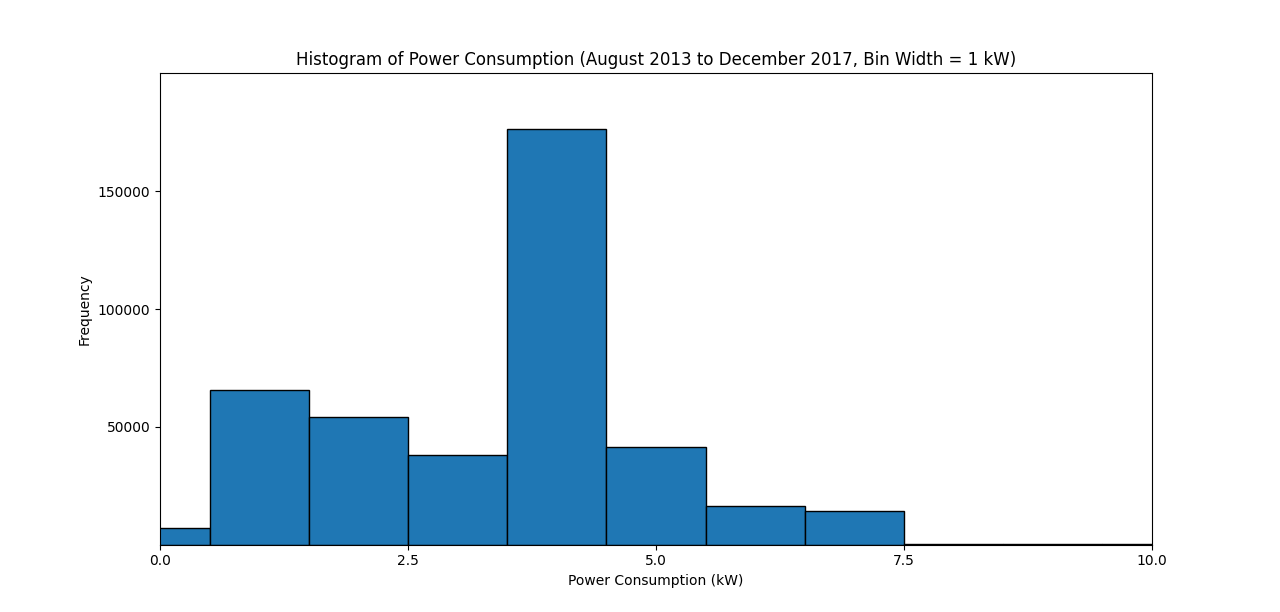 Histogram of Power Consumption (August 2013 to December 2017, Bin Width = 1 kW)
150000
100000
50000
Frequency
0.0 2.5 5.0 7.5 10.0
Power Consumption (kW)